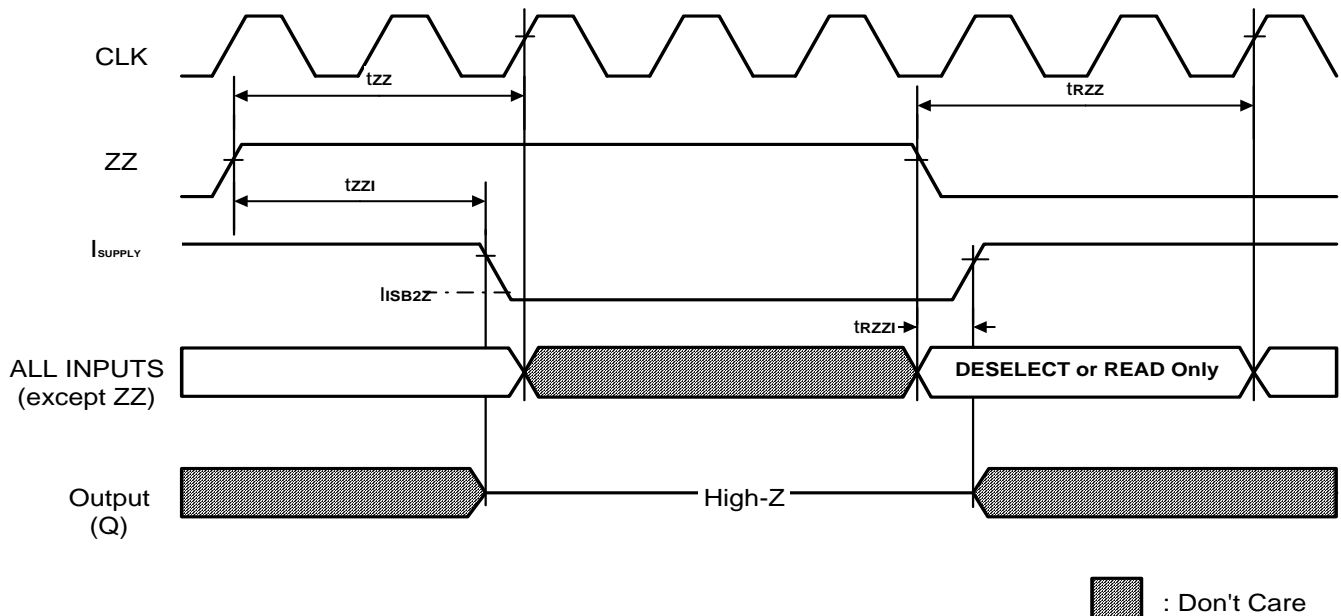 CLK
tzz
tRZZ
ZZ
tzzI
ISUPPLY
IISB2Z
tRZZI
ALL INPUTS
(except ZZ)
DESELECT or READ Only
Output
(Q)
High-Z
: Don't Care